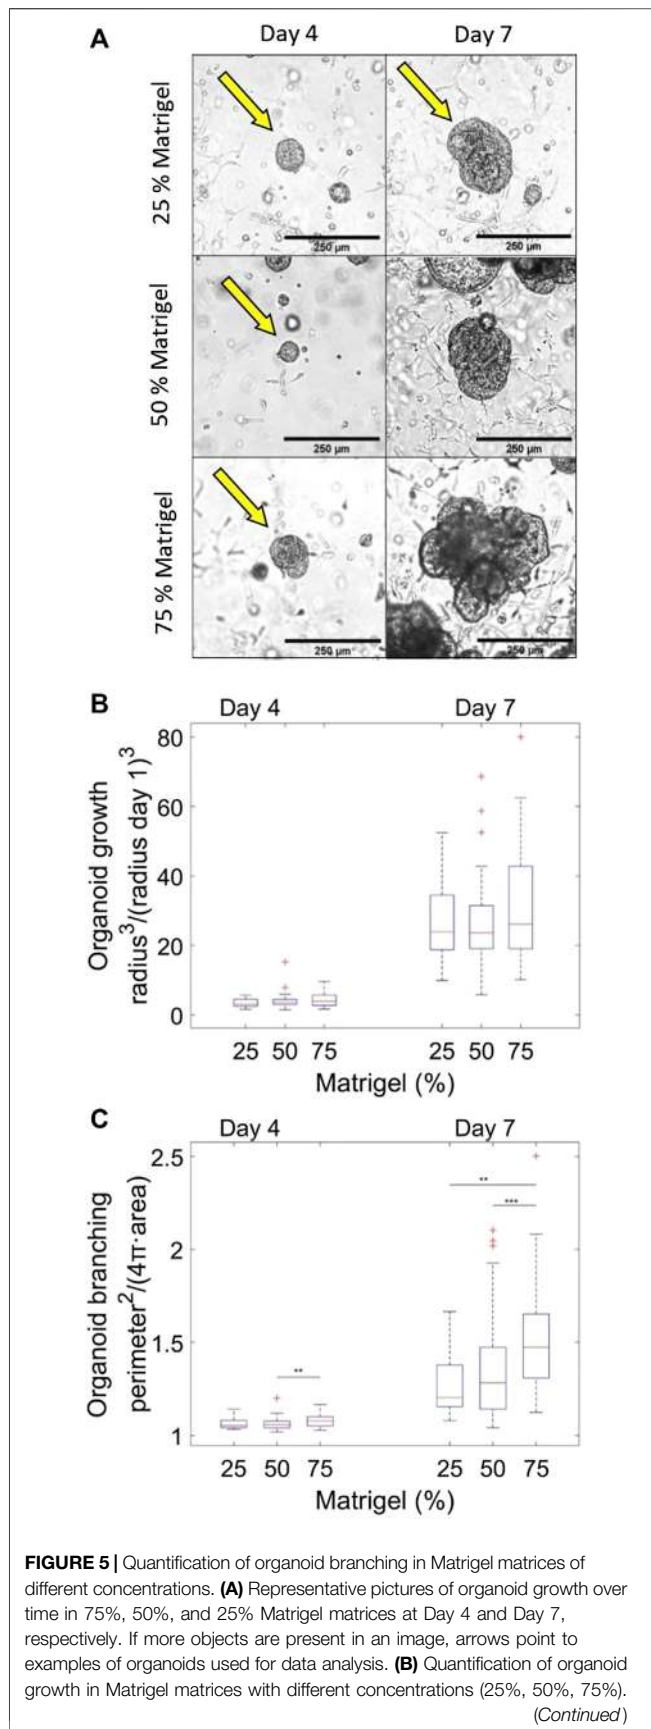 A
Day 4
Day 7
25 % Matrigel
250 µm
250 µm
50 % Matrigel
250 µm
250 µm
75 % Matrigel
250 µm
250 µm
B
Day 4
Day 7
Organoid growth
radius³/(radius day 1)³
80
60
40
20
0
25 50 75
25 50 75
Matrigel (%)
C
Day 4
Day 7
Organoid branching
perimeter²/(4π·area)
2.5
2
1.5
1
**
**
***
25 50 75
25 50 75
Matrigel (%)
FIGURE 5 | Quantification of organoid branching in Matrigel matrices of
different concentrations. (A) Representative pictures of organoid growth over
time in 75%, 50%, and 25% Matrigel matrices at Day 4 and Day 7,
respectively. If more objects are present in an image, arrows point to
examples of organoids used for data analysis. (B) Quantification of organoid
growth in Matrigel matrices with different concentrations (25%, 50%, 75%).
(Continued)